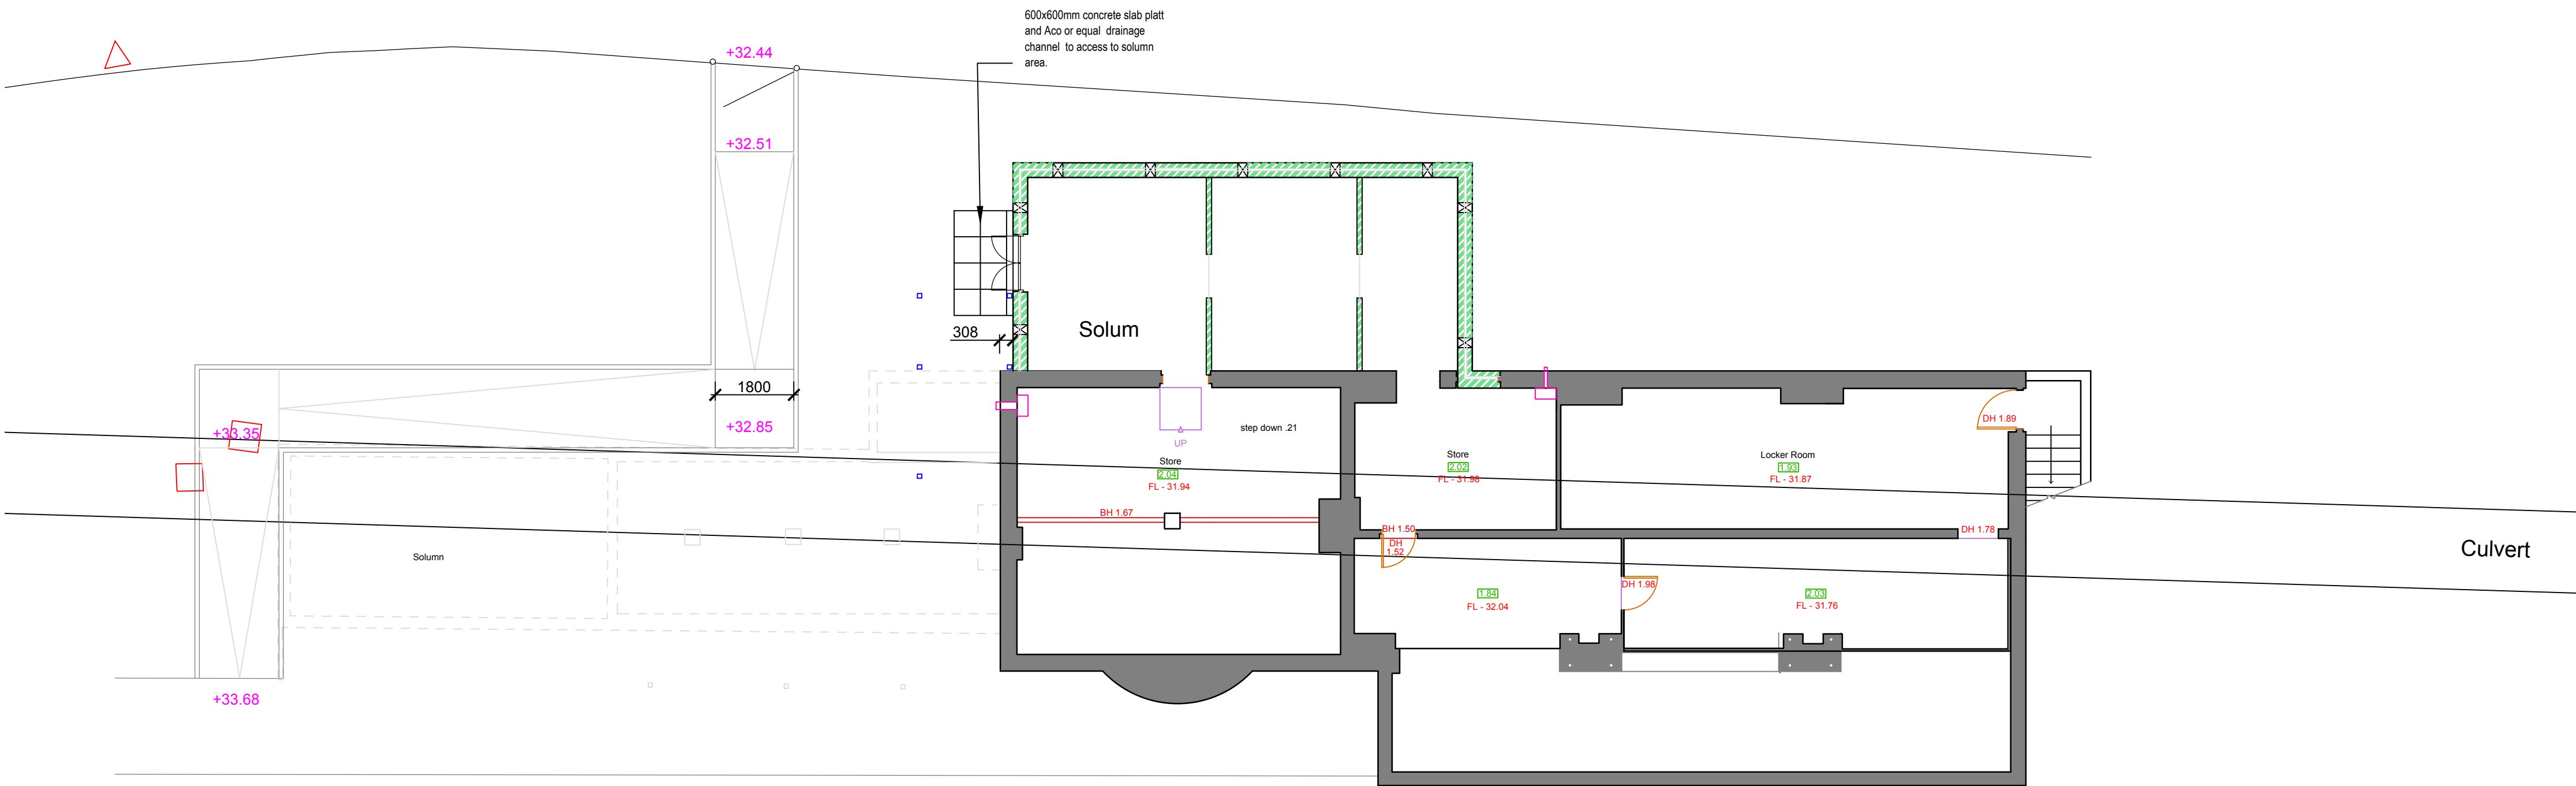 600x600mm concrete slab platt
and Aco or equal drainage
channel to access to solumn
area.
+32.44
+32.51
308
Solum
1800
+33.35
+32.85
DH 1.89
UP
step down .21
Store
2.04
FL - 31.94
Store
2.02
FL - 31.98
Locker Room
1.93
FL - 31.87
BH 1.67
BH 1.50
DH
1.52
DH 1.78
Solumn
Culvert
DH 1.98
1.84
FL - 32.04
2.03
FL - 31.76
+33.68